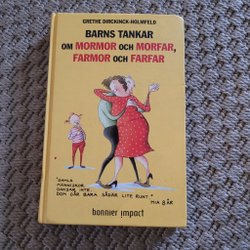 GRETHE DIRCKINCK-HOLMFELD
BARNS TANKAR
OM MORMOR OCH MORFAR,
FARMOR OCH FARFAR
"GAMLA
MÄNNISKOR
DANSAR INTE.
DOM GÅR BARA SÅDÄR LITE RUNT."
MIA 8 ÅR
bonnier impact